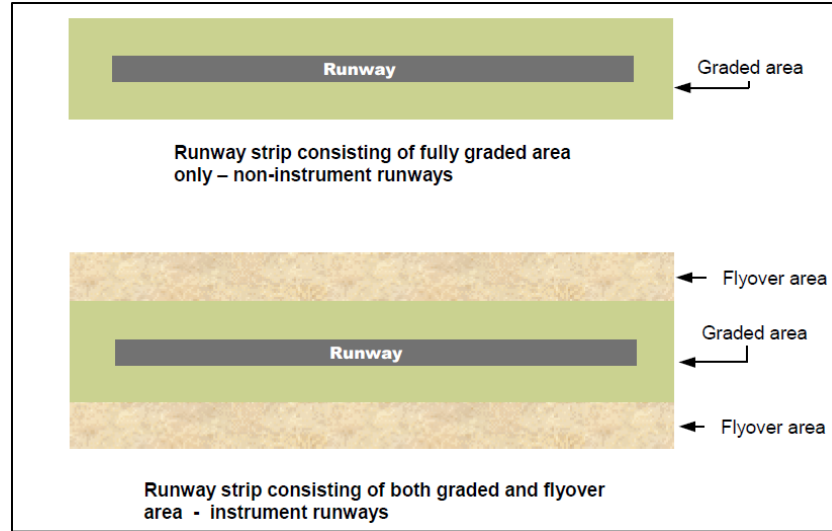 Runway
Graded area
Runway strip consisting of fully graded area
only – non-instrument runways
Flyover area
Graded area
Runway
Flyover area
Runway strip consisting of both graded and flyover
area - instrument runways